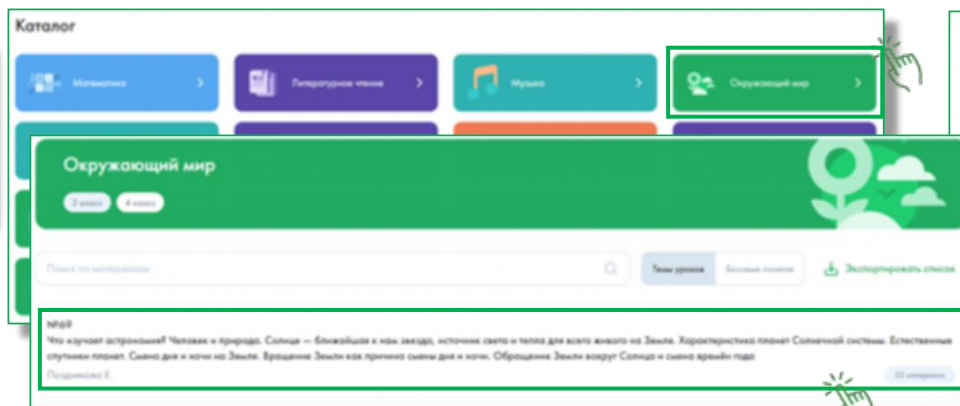 Каталог
Математика
Литературное чтение
Музыка
Окружающий мир
Окружающий мир
3 класс
4 класс
Поиск по материалам
Темы уроков
Базовые понятия
Экспортировать список
№69
Что изучает астрономия? Человек и природа. Солнце — ближайшая к нам звезда, источник света и тепла для всего живого на Земле. Характеристика планет Солнечной системы. Естественные
спутники планет. Смена дня и ночи на Земле. Вращение Земли как причина смены дня и ночи. Обращение Земли вокруг Солнца и смена времён года
Позднякова Е.